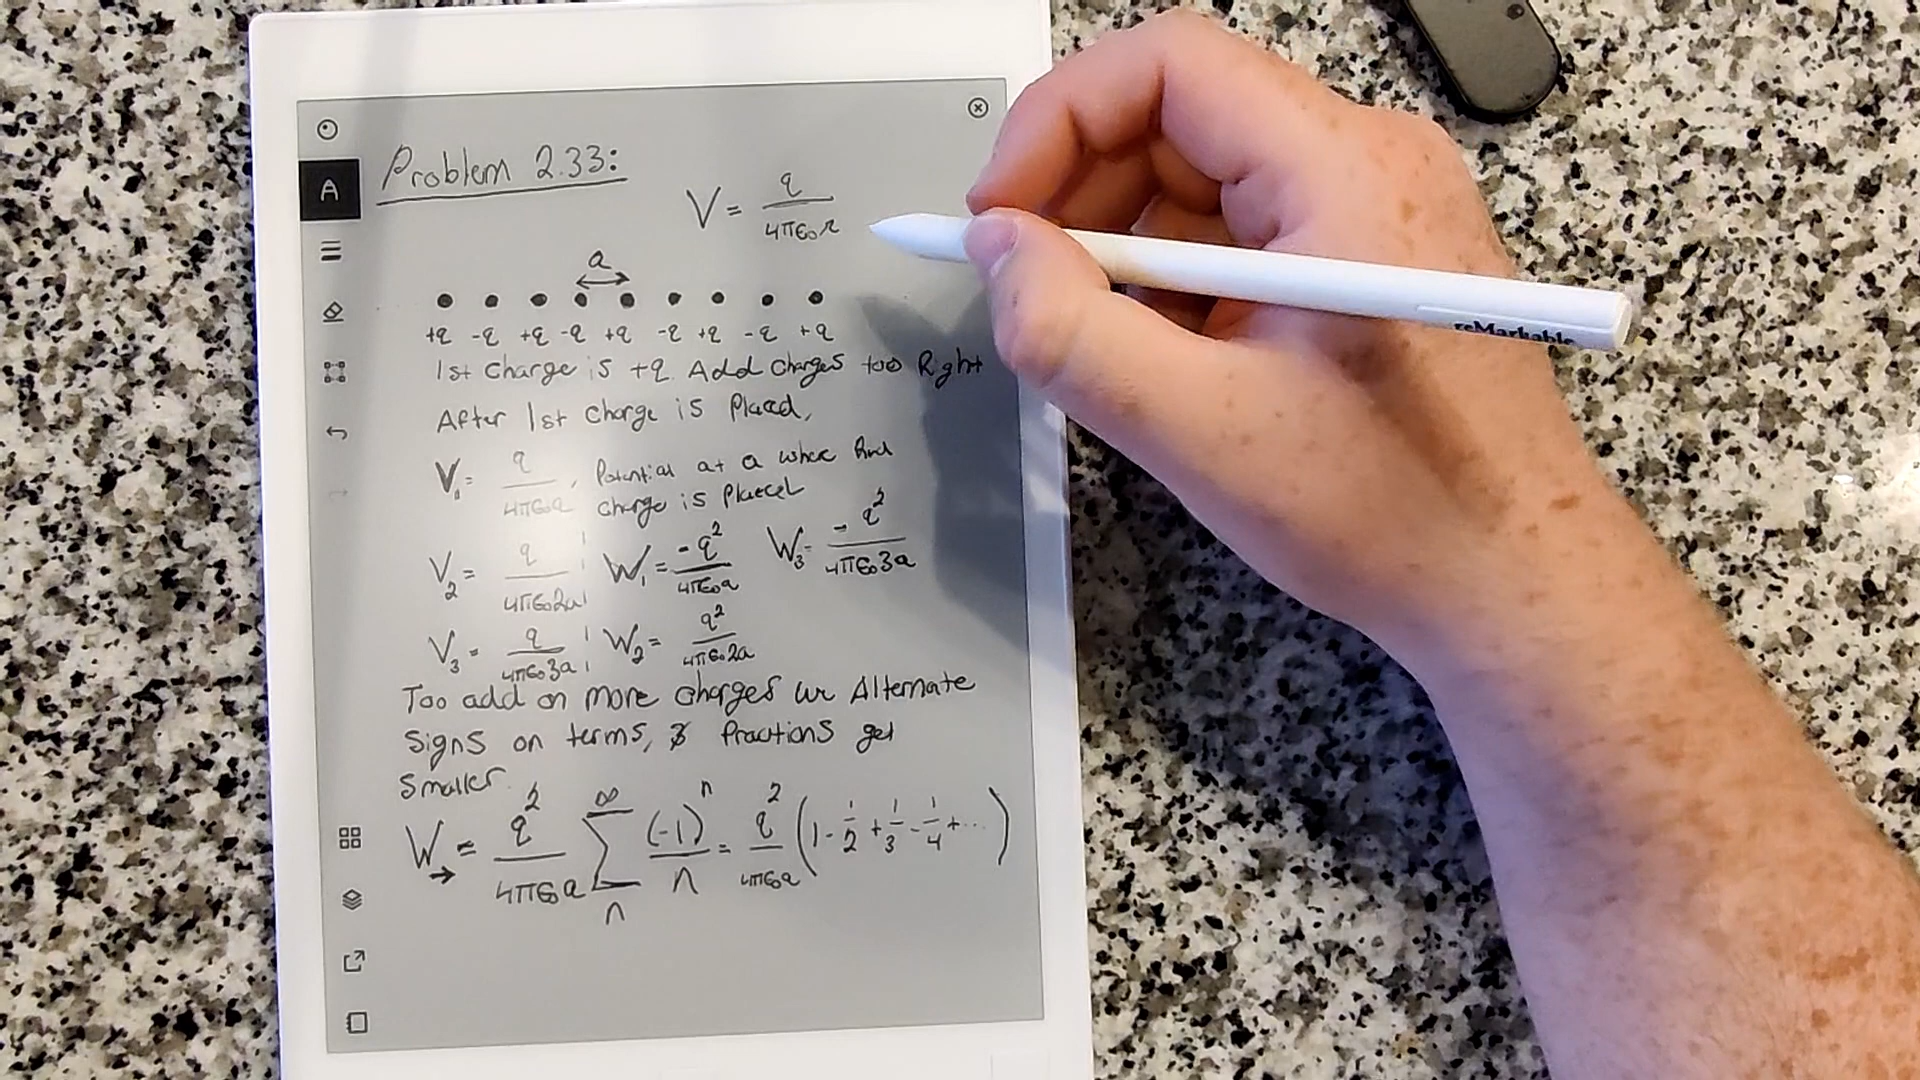 A
Problem 2.33:
V = q / 4πϵ₀r
a
+q -q +q -q +q -q +q -q +q
1st charge is +q. Add charges too Right
After 1st charge is placed,
V₁ = q / 4πϵ₀a, Potential at a where
charge is placed
V₂ = q / 4πϵ₀2a W₁ = -q² / 4πϵ₀a W₃ = -q² / 4πϵ₀3a
V₃ = q / 4πϵ₀3a W₂ = q² / 4πϵ₀2a
Too add on more charges we Alternate
signs on terms, & fractions get
smaller.
W→ = q² / 4πϵ₀a ∑ₙ^∞ (-1)ⁿ / n = q² / 4πϵ₀a (1 - 1/2 + 1/3 - 1/4 + ...)
reMarkable